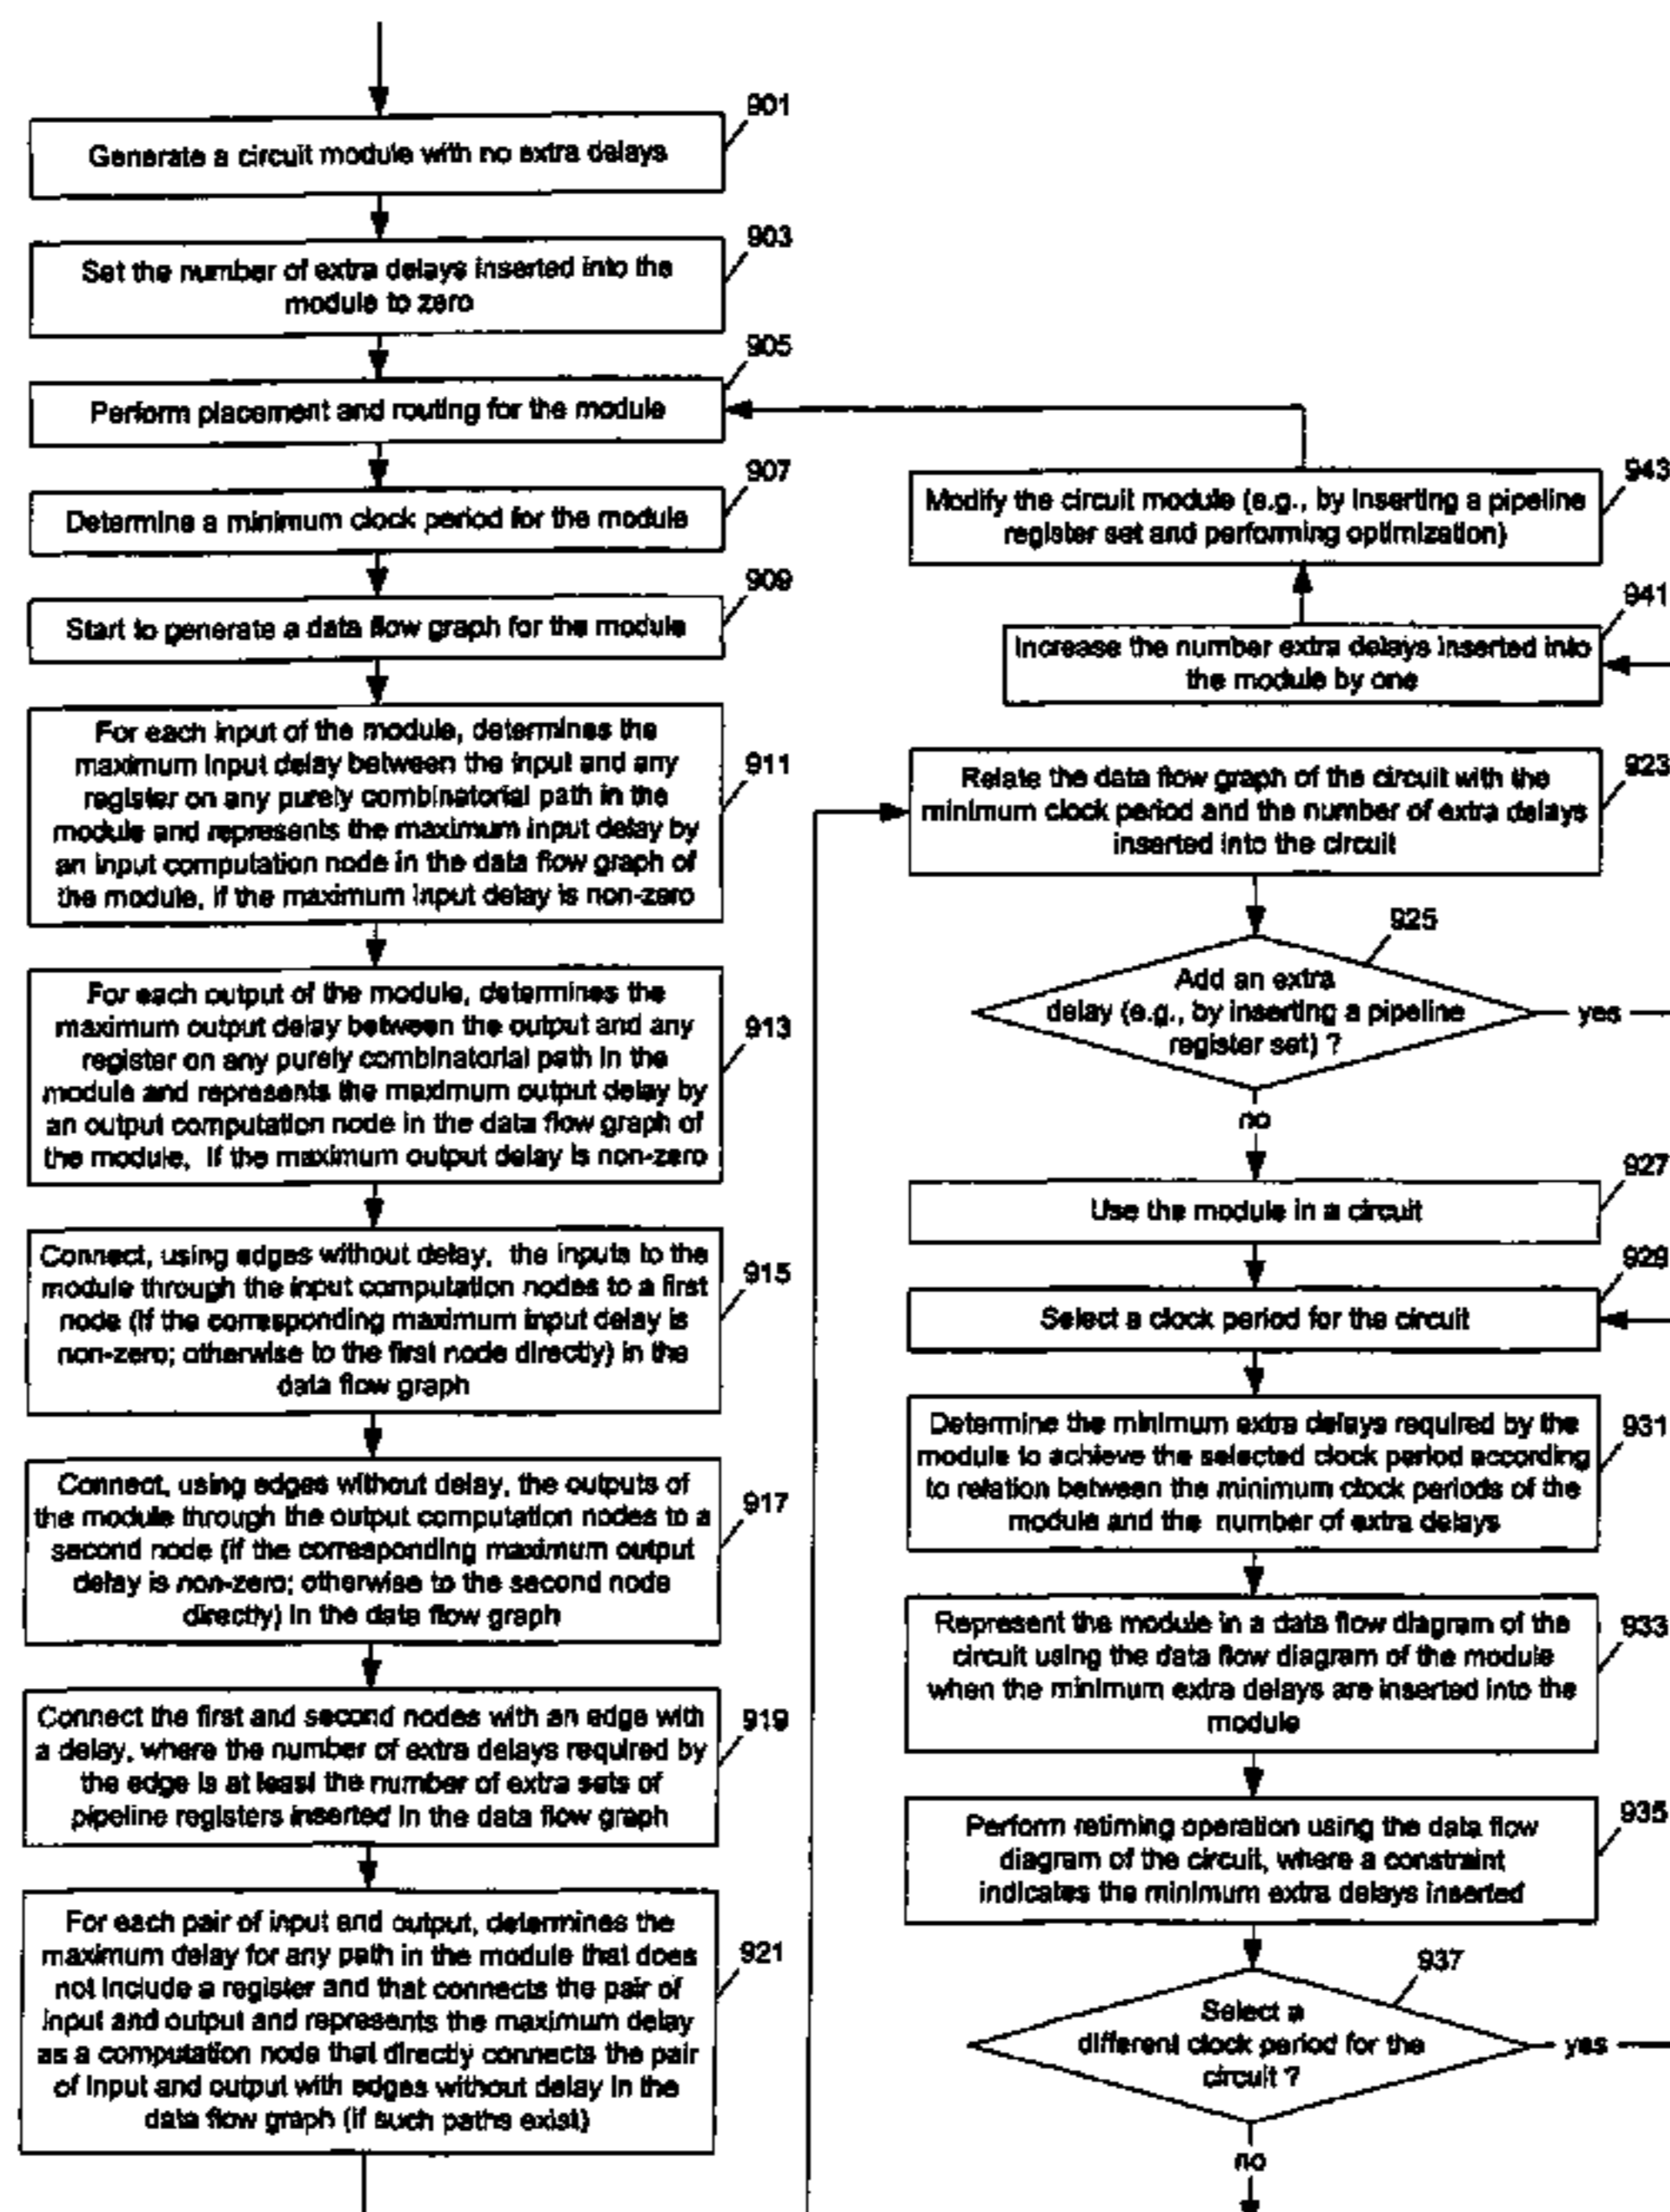 901
Generate a circuit module with no extra delays
903
Set the number of extra delays inserted into the
module to zero
905
Perform placement and routing for the module
907
Determine a minimum clock period for the module
909
Start to generate a data flow graph for the module
For each input of the module, determines the
maximum input delay between the input and any
register on any purely combinatorial path in the
module and represents the maximum input delay by
an input computation node in the data flow graph of
the module, if the maximum input delay is non-zero
911
For each output of the module, determines the
maximum output delay between the output and any
register on any purely combinatorial path in the
module and represents the maximum output delay by
an output computation node in the data flow graph of
the module, if the maximum output delay is non-zero
913
Connect, using edges without delay, the inputs to the
module through the input computation nodes to a first
node (if the corresponding maximum input delay is
non-zero; otherwise to the first node directly) in the
data flow graph
915
Connect, using edges without delay, the outputs of
the module through the output computation nodes to a
second node (if the corresponding maximum output
delay is non-zero; otherwise to the second node
directly) in the data flow graph
917
Connect the first and second nodes with an edge with
a delay, where the number of extra delays required by
the edge is at least the number of extra sets of
pipeline registers inserted in the data flow graph
919
For each pair of input and output, determines the
maximum delay for any path in the module that does
not include a register and that connects the pair of
input and output and represents the maximum delay
as a computation node that directly connects the pair
of input and output with edges without delay in the
data flow graph (if such paths exist)
921
943
Modify the circuit module (e.g., by inserting a pipeline
register set and performing optimization)
941
Increase the number extra delays inserted into
the module by one
923
Relate the data flow graph of the circuit with the
minimum clock period and the number of extra delays
inserted into the circuit
925
Add an extra
delay (e.g., by inserting a pipeline
register set) ?
yes
no
927
Use the module in a circuit
929
Select a clock period for the circuit
Determine the minimum extra delays required by the
module to achieve the selected clock period according
to relation between the minimum clock periods of the
module and the number of extra delays
931
Represent the module in a data flow diagram of the
circuit using the data flow diagram of the module
when the minimum extra delays are inserted into the
module
933
Perform retiming operation using the data flow
diagram of the circuit, where a constraint
indicates the minimum extra delays inserted
935
937
Select a
different clock period for the
circuit ?
yes
no